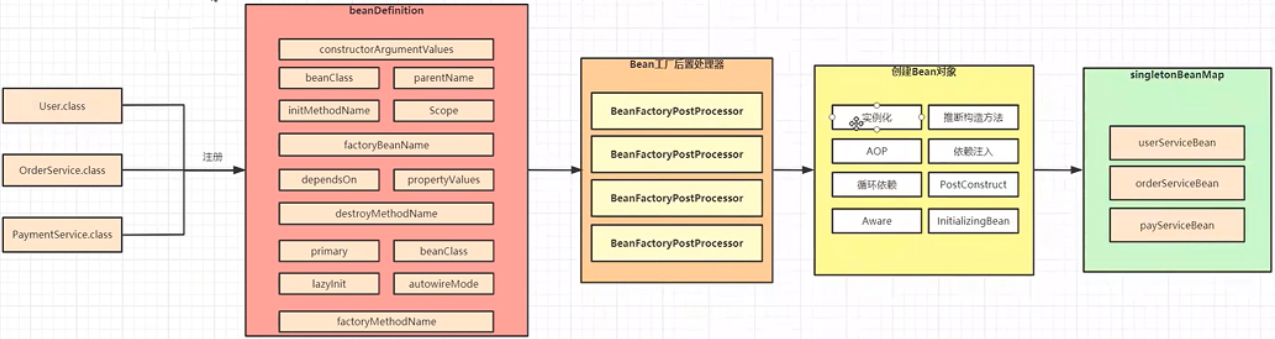 beanDefinition
constructorArgumentValues
beanClass
parentName
initMethodName
Scope
factoryBeanName
dependsOn
propertyValues
destroyMethodName
primary
beanClass
lazyInit
autowireMode
factoryMethodName
User.class
OrderService.class
PaymentService.class
注册
Bean工厂后置处理器
BeanFactoryPostProcessor
BeanFactoryPostProcessor
BeanFactoryPostProcessor
BeanFactoryPostProcessor
创建Bean对象
实例化
推断构造方法
AOP
依赖注入
循环依赖
PostConstruct
Aware
InitializingBean
singletonBeanMap
userServiceBean
orderServiceBean
payServiceBean